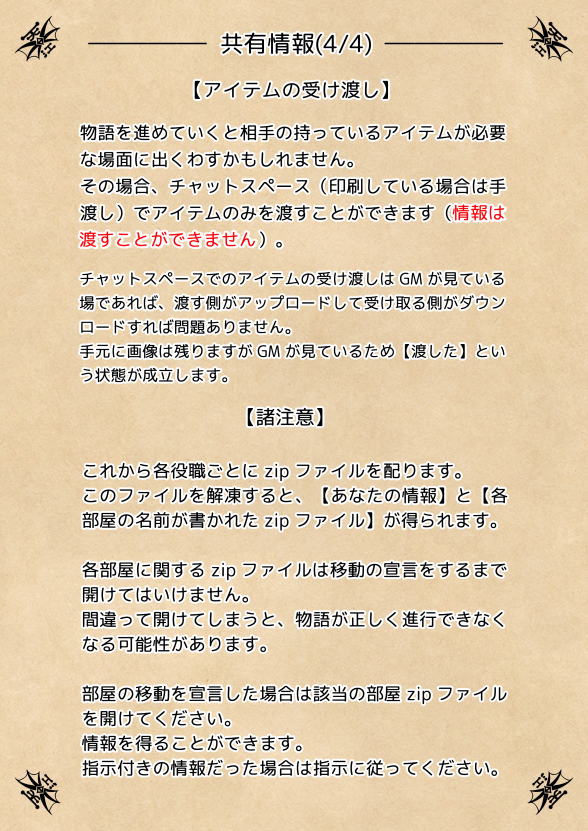 共有情報(4/4)
【アイテムの受け渡し】
物語を進めていくと相手の持っているアイテムが必要
な場面に出くわすかもしれません。
その場合、チャットスペース（印刷している場合は手
渡し）でアイテムのみを渡すことができます（情報は
渡すことができません）。
チャットスペースでのアイテムの受け渡しは GM が見ている
場であれば、渡す側がアップロードして受け取る側がダウン
ロードすれば問題ありません。
手元に画像は残りますが GM が見ているため【渡した】とい
う状態が成立します。
【諸注意】
これから各役職ごとに zip ファイルを配ります。
このファイルを解凍すると、【あなたの情報】と【各
部屋の名前が書かれた zip ファイル】が得られます。
各部屋に関する zip ファイルは移動の宣言をするまで
開けてはいけません。
間違って開けてしまうと、物語が正しく進行できなく
なる可能性があります。
部屋の移動を宣言した場合は該当の部屋 zip ファイル
を開けてください。
情報を得ることができます。
指示付きの情報だった場合は指示に従ってください。